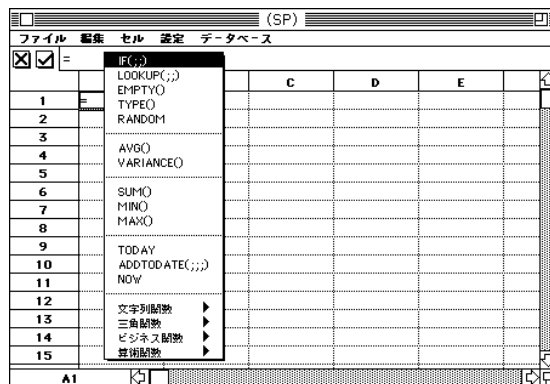 (SP)
ファイル 編集 セル 設定 データベース
=
C D E
1 =
2
3
4
5
6
7
8
9
10
11
12
13
14
15
IF(;;)
LOOKUP(;;)
EMPTY()
TYPE()
RANDOM
AVG()
VARIANCE()
SUM()
MIN()
MAX()
TODAY
ADDTODATE(;;;)
NOW
文字列関数
三角関数
ビジネス関数
算術関数
A1